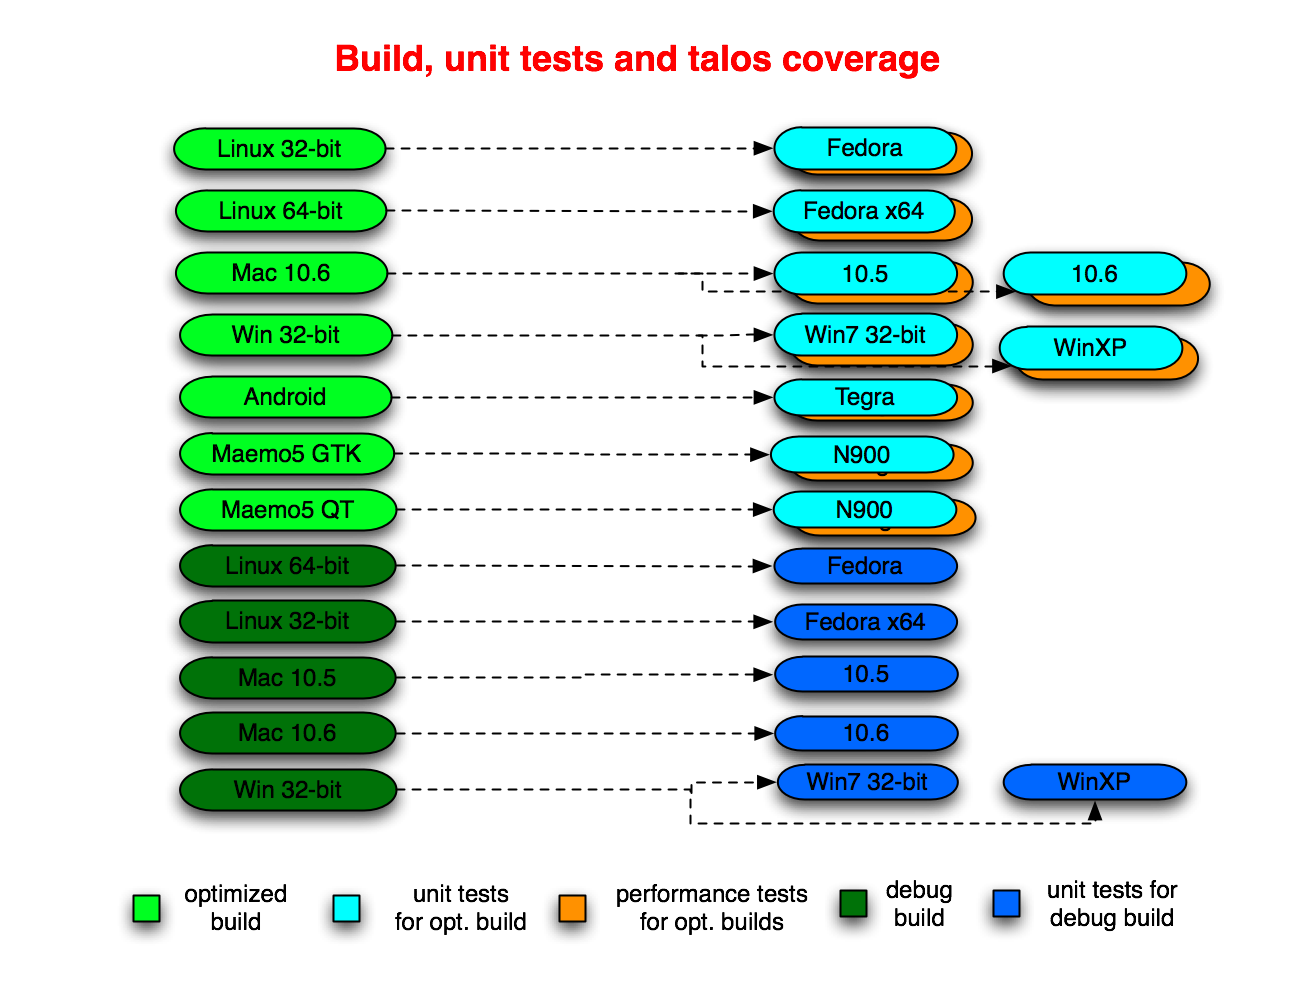 Build, unit tests and talos coverage
Linux 32-bit
Fedora
Linux 64-bit
Fedora x64
Mac 10.6
10.5
10.6
Win 32-bit
Win7 32-bit
WinXP
Android
Tegra
Maemo5 GTK
N900
Maemo5 QT
N900
Linux 64-bit
Fedora
Linux 32-bit
Fedora x64
Mac 10.5
10.5
Mac 10.6
10.6
Win 32-bit
Win7 32-bit
WinXP
optimized
build
unit tests
for opt. build
performance tests
for opt. builds
debug
build
unit tests for
debug build